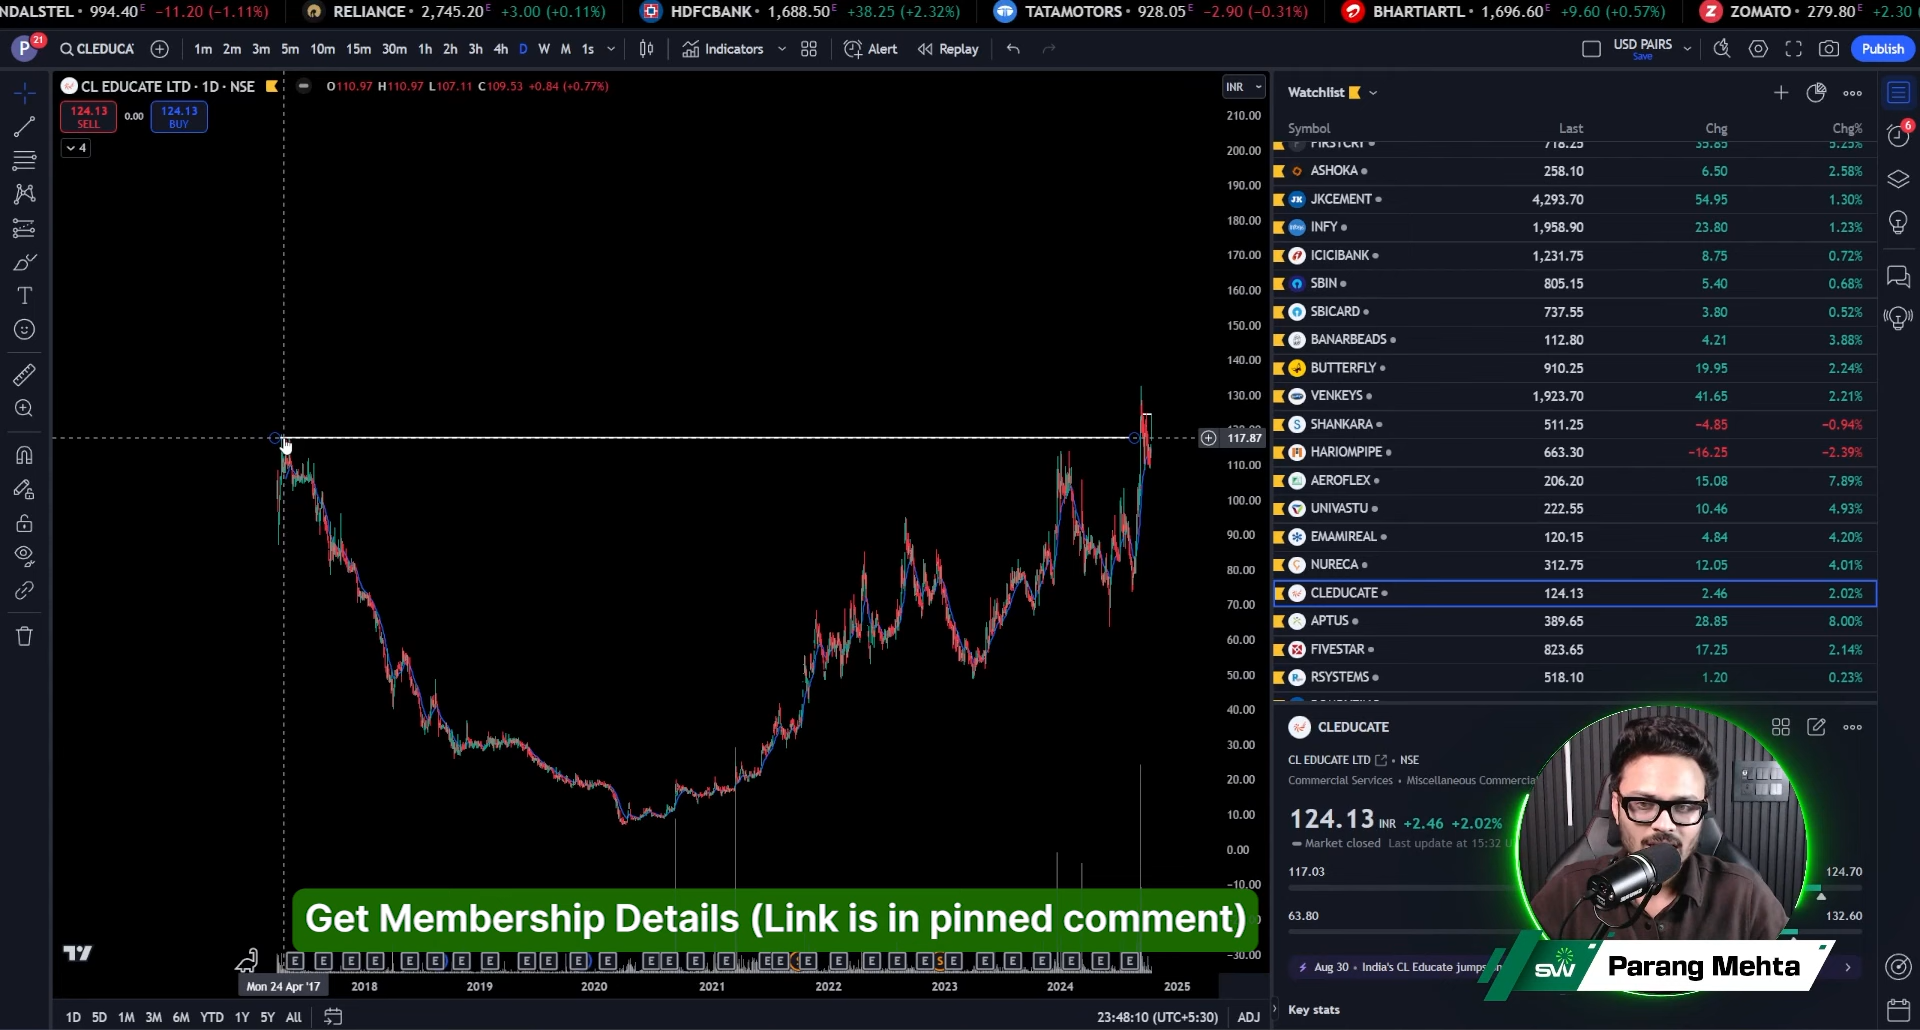 NDALSTEL • 994.40 E −11.20 (−1.11%) RELIANCE • 2,745.20 E +3.00 (+0.11%) HDFCBANK • 1,688.50 E +38.25 (+2.32%) TATAMOTORS • 928.05 E −2.90 (−0.31%) BHARTIARTL • 1,696.60 E +9.60 (+0.57%) Z ZOMATO • 279.80 E +2.30
P 21 CLEDUCA 1m 2m 3m 5m 10m 15m 30m 1h 2h 3h 4h D W M 1s Indicators Alert Replay USD PAIRS Save Publish
CL EDUCATE LTD · 1D · NSE O110.97 H110.97 L107.11 C109.53 +0.84 (+0.77%) INR
124.13 SELL 0.00 124.13 BUY
4
210.00
200.00
190.00
180.00
170.00
160.00
150.00
140.00
130.00
117.87
110.00
100.00
90.00
80.00
70.00
60.00
50.00
40.00
30.00
20.00
10.00
0.00
−10.00
−30.00
Mon 24 Apr '17 2018 2019 2020 2021 2022 2023 2024 2025
1D 5D 1M 3M 6M YTD 1Y 5Y All 23:48:10 (UTC+5:30) ADJ
Get Membership Details (Link is in pinned comment)
Watchlist
6
Symbol Last Chg Chg%
FIRSTCRY 718.25 35.85 5.25%
ASHOKA 258.10 6.50 2.58%
JKCEMENT 4,293.70 54.95 1.30%
INFY 1,958.90 23.80 1.23%
ICICIBANK 1,231.75 8.75 0.72%
SBIN 805.15 5.40 0.68%
SBICARD 737.55 3.80 0.52%
BANARBEADS 112.80 4.21 3.88%
BUTTERFLY 910.25 19.95 2.24%
VENKEYS 1,923.70 41.65 2.21%
SHANKARA 511.25 −4.85 −0.94%
HARIOMPIPE 663.30 −16.25 −2.39%
AEROFLEX 206.20 15.08 7.89%
UNIVASTU 222.55 10.46 4.93%
EMAMIREAL 120.15 4.84 4.20%
NURECA 312.75 12.05 4.01%
CLEDUCATE 124.13 2.46 2.02%
APTUS 389.65 28.85 8.00%
FIVESTAR 823.65 17.25 2.14%
RSYSTEMS 518.10 1.20 0.23%
CLEDUCATE
CL EDUCATE LTD • NSE
Commercial Services • Miscellaneous Commercial
124.13 INR +2.46 +2.02%
Market closed Last update at 15:32
117.03 124.70
63.80 132.60
Aug 30 • India's CL Educate jumps on
SW Parang Mehta
Key stats